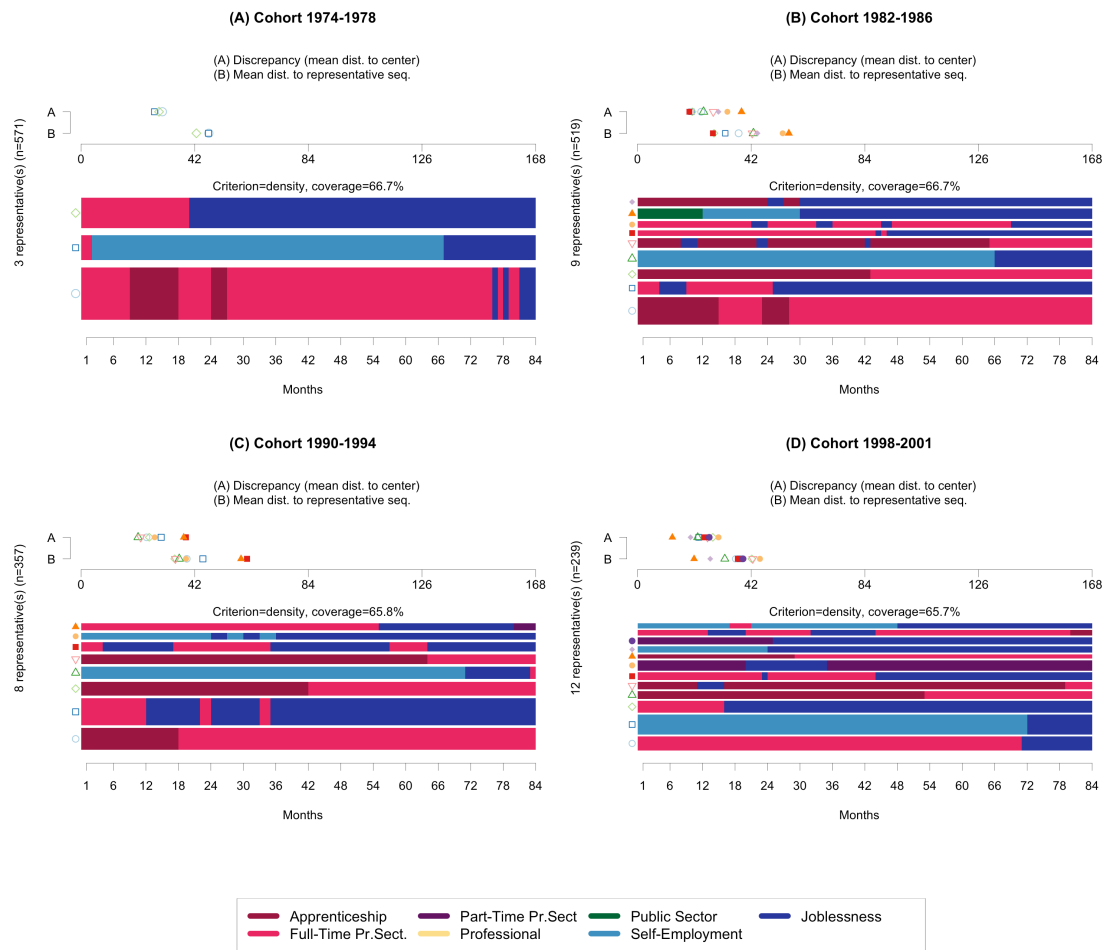 (A) Cohort 1974-1978
(A) Discrepancy (mean dist. to center)
(B) Mean dist. to representative seq.
A
B
0 42 84 126 168
Criterion=density, coverage=66.7%
3 representative(s) (n=571)
1 6 12 18 24 30 36 42 48 54 60 66 72 78 84
Months
(B) Cohort 1982-1986
(A) Discrepancy (mean dist. to center)
(B) Mean dist. to representative seq.
A
B
0 42 84 126 168
Criterion=density, coverage=66.7%
9 representative(s) (n=519)
1 6 12 18 24 30 36 42 48 54 60 66 72 78 84
Months
(C) Cohort 1990-1994
(A) Discrepancy (mean dist. to center)
(B) Mean dist. to representative seq.
A
B
0 42 84 126 168
Criterion=density, coverage=65.8%
8 representative(s) (n=357)
1 6 12 18 24 30 36 42 48 54 60 66 72 78 84
Months
(D) Cohort 1998-2001
(A) Discrepancy (mean dist. to center)
(B) Mean dist. to representative seq.
A
B
0 42 84 126 168
Criterion=density, coverage=65.7%
12 representative(s) (n=239)
1 6 12 18 24 30 36 42 48 54 60 66 72 78 84
Months
Apprenticeship Part-Time Pr.Sect Public Sector Joblessness
Full-Time Pr.Sect. Professional Self-Employment